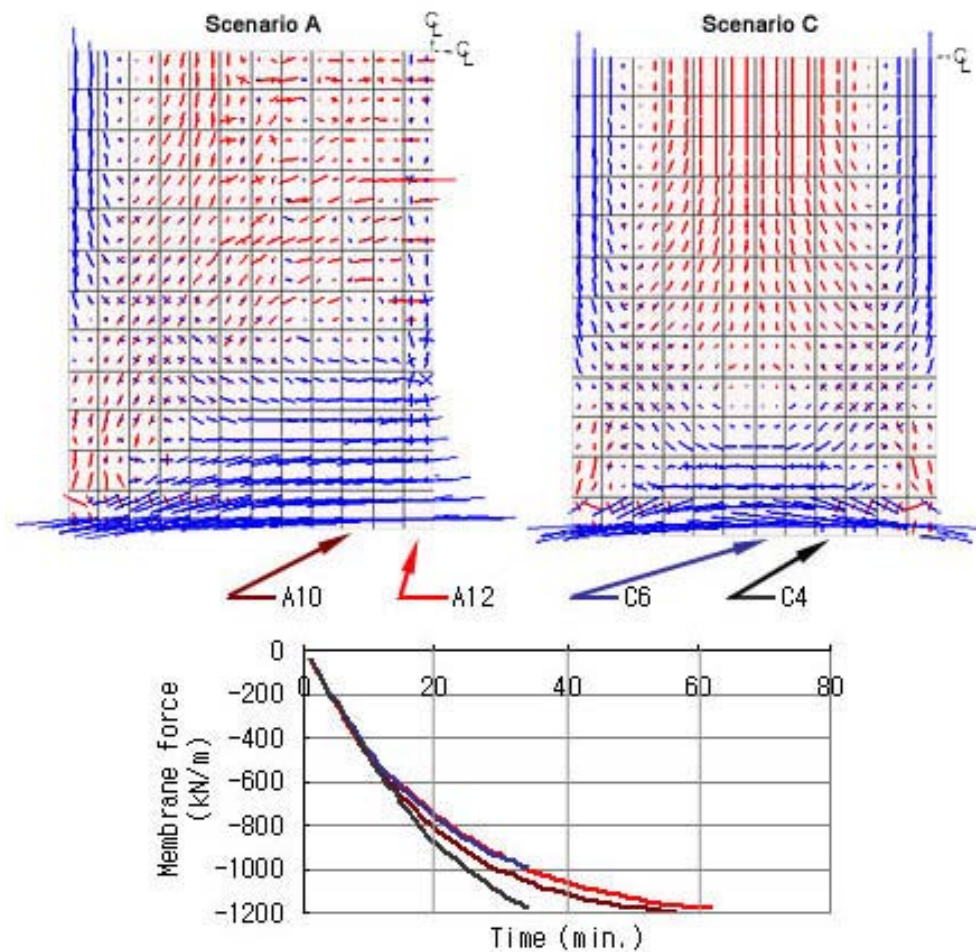 Scenario A
Scenario C
CL
CL
CL
A10
A12
C6
C4
0
-200
-400
-600
-800
-1000
-1200
0
20
40
60
80
Membrane force
(kN/m)
Time (min.)